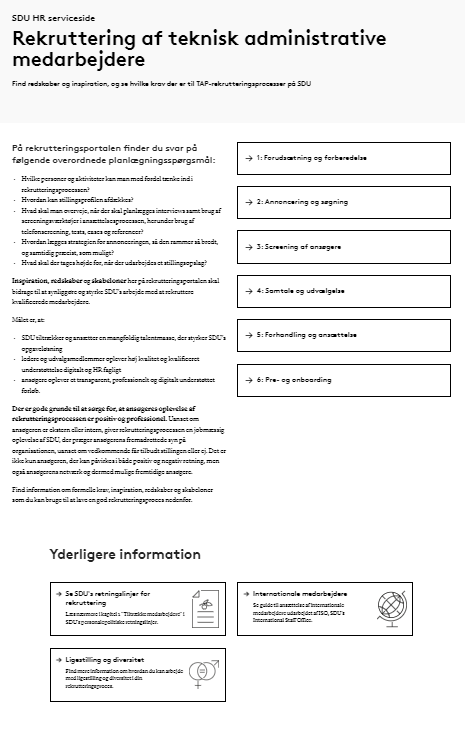 SDU HR serviceside
Rekruttering af teknisk administrative
medarbejdere
Find redskaber og inspiration, og se hvilke krav der er til TAP-rekrutteringsprocesser på SDU
På rekrutteringsportalen finder du svar på
følgende overordnede planlægningsspørgsmål:
· Hvilke personer og aktiviteter kan man med fordel tænke ind i
rekrutteringsprocessen?
· Hvordan kan stillingsprofilen afdækkes?
· Hvad skal man overveje, når der skal planlægges interviews samt brug af
screeningsværktøjer i ansættelsesprocessen, herunder brug af
telefonscreening, tests, cases og referencer?
· Hvordan lægges strategien for annonceringen, så den rammer så bredt,
og samtidig præcist, som muligt?
· Hvad skal der tages højde for, når der udarbejdes et stillingsopslag?
Inspiration, redskaber og skabeloner her på rekrutteringsportalen skal
bidrage til at synliggøre og styrke SDU's arbejde med at rekruttere
kvalificerede medarbejdere.
Målet er, at:
· SDU tiltrækker og ansætter en mangfoldig talentmasse, der styrker SDU's
opgaveløsning
· ledere og udvalgsmedlemmer oplever høj kvalitet og kvalificeret
understøttelse digitalt og HR fagligt
· ansøgere oplever et transparent, professionelt og digitalt understøttet
forløb.
Der er gode grunde til at sørge for, at ansøgeres oplevelse af
rekrutteringsprocessen er positiv og professionel. Uanset om
ansøgeren er ekstern eller intern, giver rekrutteringsprocessen en jobmæssig
oplevelse af SDU, der præger ansøgerens fremadrettede syn på
organisationen, uanset om vedkommende får tilbudt stillingen eller ej. Det er
ikke kun ansøgeren, der kan påvirkes i både positiv og negativ retning, men
også ansøgerens netværk og dermed mulige fremtidige ansøgere.
Find information om formelle krav, inspiration, redskaber og skabeloner
som du kan bruge til at lave en god rekrutteringsproces nedenfor.
→ 1: Forudsætning og forberedelse
→ 2: Annoncering og søgning
→ 3: Screening af ansøgere
→ 4: Samtale og udvælgelse
→ 5: Forhandling og ansættelse
→ 6: Pre- og onboarding
Yderligere information
→ Se SDU's retningslinjer for
rekruttering
Læs nærmere i kapitel 1 "Tiltrække medarbejdere" i
SDU's personalepolitiske retningslinjer.
→ Internationale medarbejdere
Se guide til ansættelse af internationale
medarbejdere udarbejdet af ISO, SDU's
International Staff Office.
→ Ligestilling og diversitet
Find mere information om hvordan du kan arbejde
med ligestilling og diversitet i din
rekrutteringsproces.